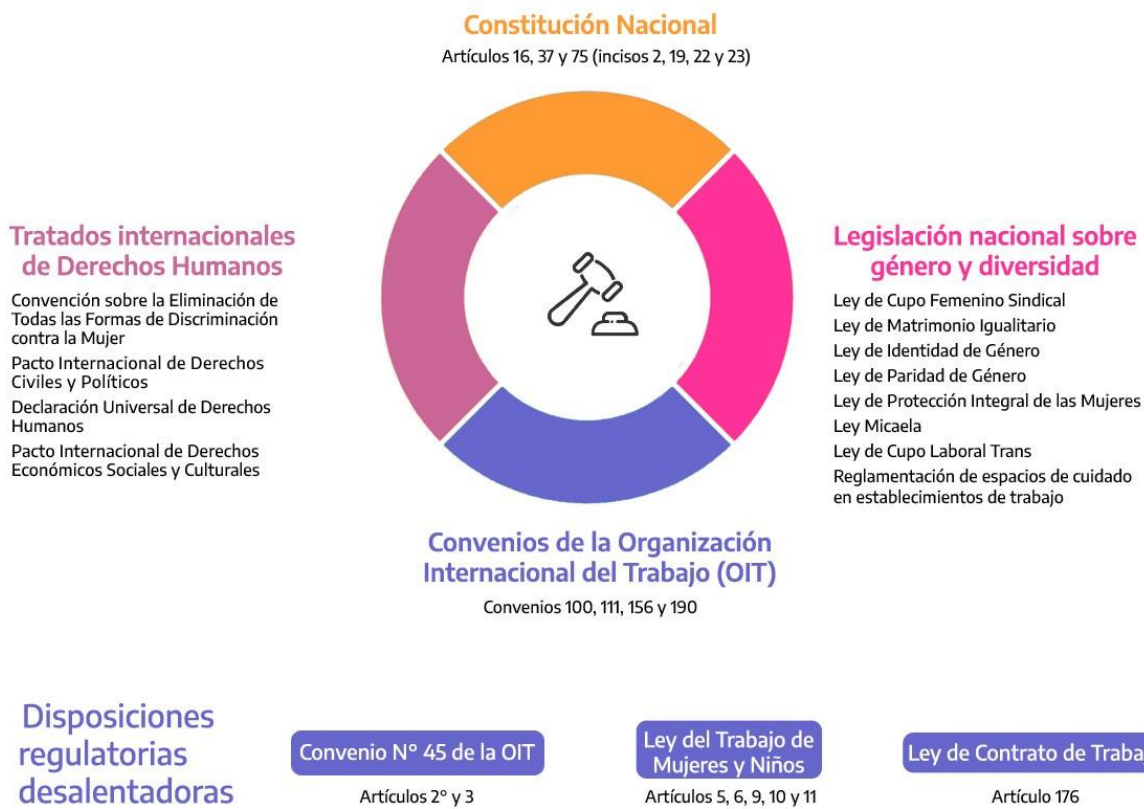 Constitución Nacional
Artículos 16, 37 y 75 (incisos 2, 19, 22 y 23)
Tratados internacionales
de Derechos Humanos
Convención sobre la Eliminación de
Todas las Formas de Discriminación
contra la Mujer
Pacto Internacional de Derechos
Civiles y Políticos
Declaración Universal de Derechos
Humanos
Pacto Internacional de Derechos
Económicos Sociales y Culturales
Legislación nacional sobre
género y diversidad
Ley de Cupo Femenino Sindical
Ley de Matrimonio Igualitario
Ley de Identidad de Género
Ley de Paridad de Género
Ley de Protección Integral de las Mujeres
Ley Micaela
Ley de Cupo Laboral Trans
Reglamentación de espacios de cuidado
en establecimientos de trabajo
Convenios de la Organización
Internacional del Trabajo (OIT)
Convenios 100, 111, 156 y 190
Disposiciones
regulatorias
desalentadoras
Convenio N° 45 de la OIT
Artículos 2° y 3
Ley del Trabajo de
Mujeres y Niños
Artículos 5, 6, 9, 10 y 11
Ley de Contrato de Traba
Artículo 176